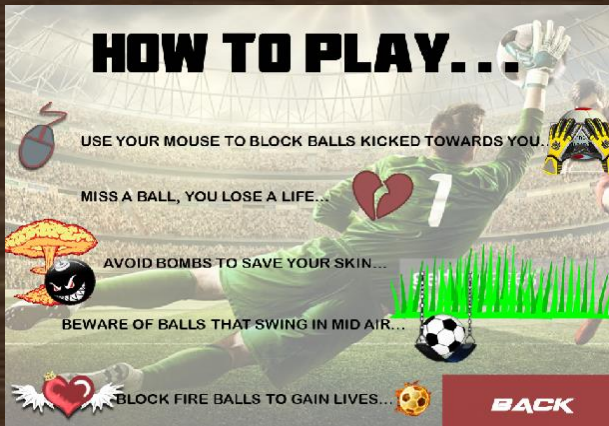 HOW TO PLAY...
USE YOUR MOUSE TO BLOCK BALLS KICKED TOWARDS YOU...
MISS A BALL, YOU LOSE A LIFE...
1
AVOID BOMBS TO SAVE YOUR SKIN...
BEWARE OF BALLS THAT SWING IN MID AIR...
BLOCK FIRE BALLS TO GAIN LIVES...
BACK